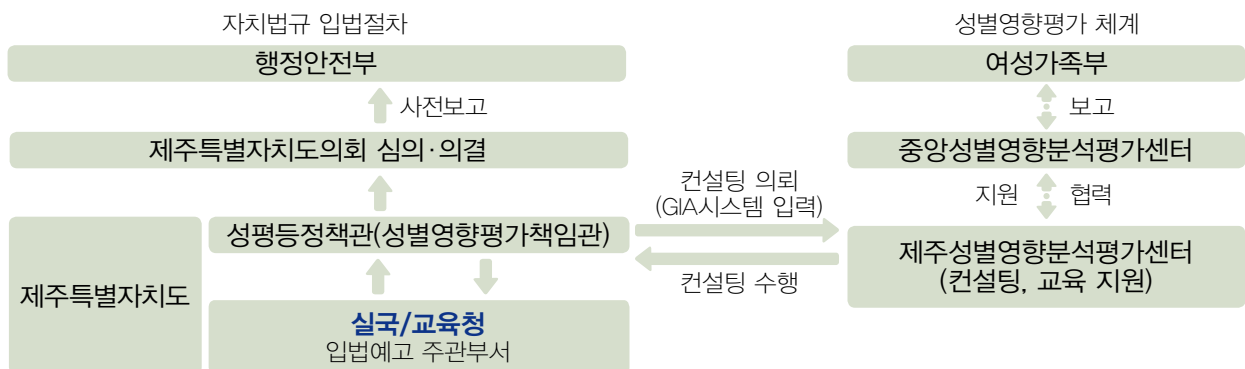 자치법규 입법절차
행정안전부
사전보고
제주특별자치도의회 심의·의결
성평등정책관(성별영향평가책임관)
제주특별자치도
실국/교육청
입법예고 주관부서
컨설팅 의뢰
(GIA시스템 입력)
컨설팅 수행
성별영향평가 체계
여성가족부
보고
중앙성별영향분석평가센터
지원 협력
제주성별영향분석평가센터
(컨설팅, 교육 지원)